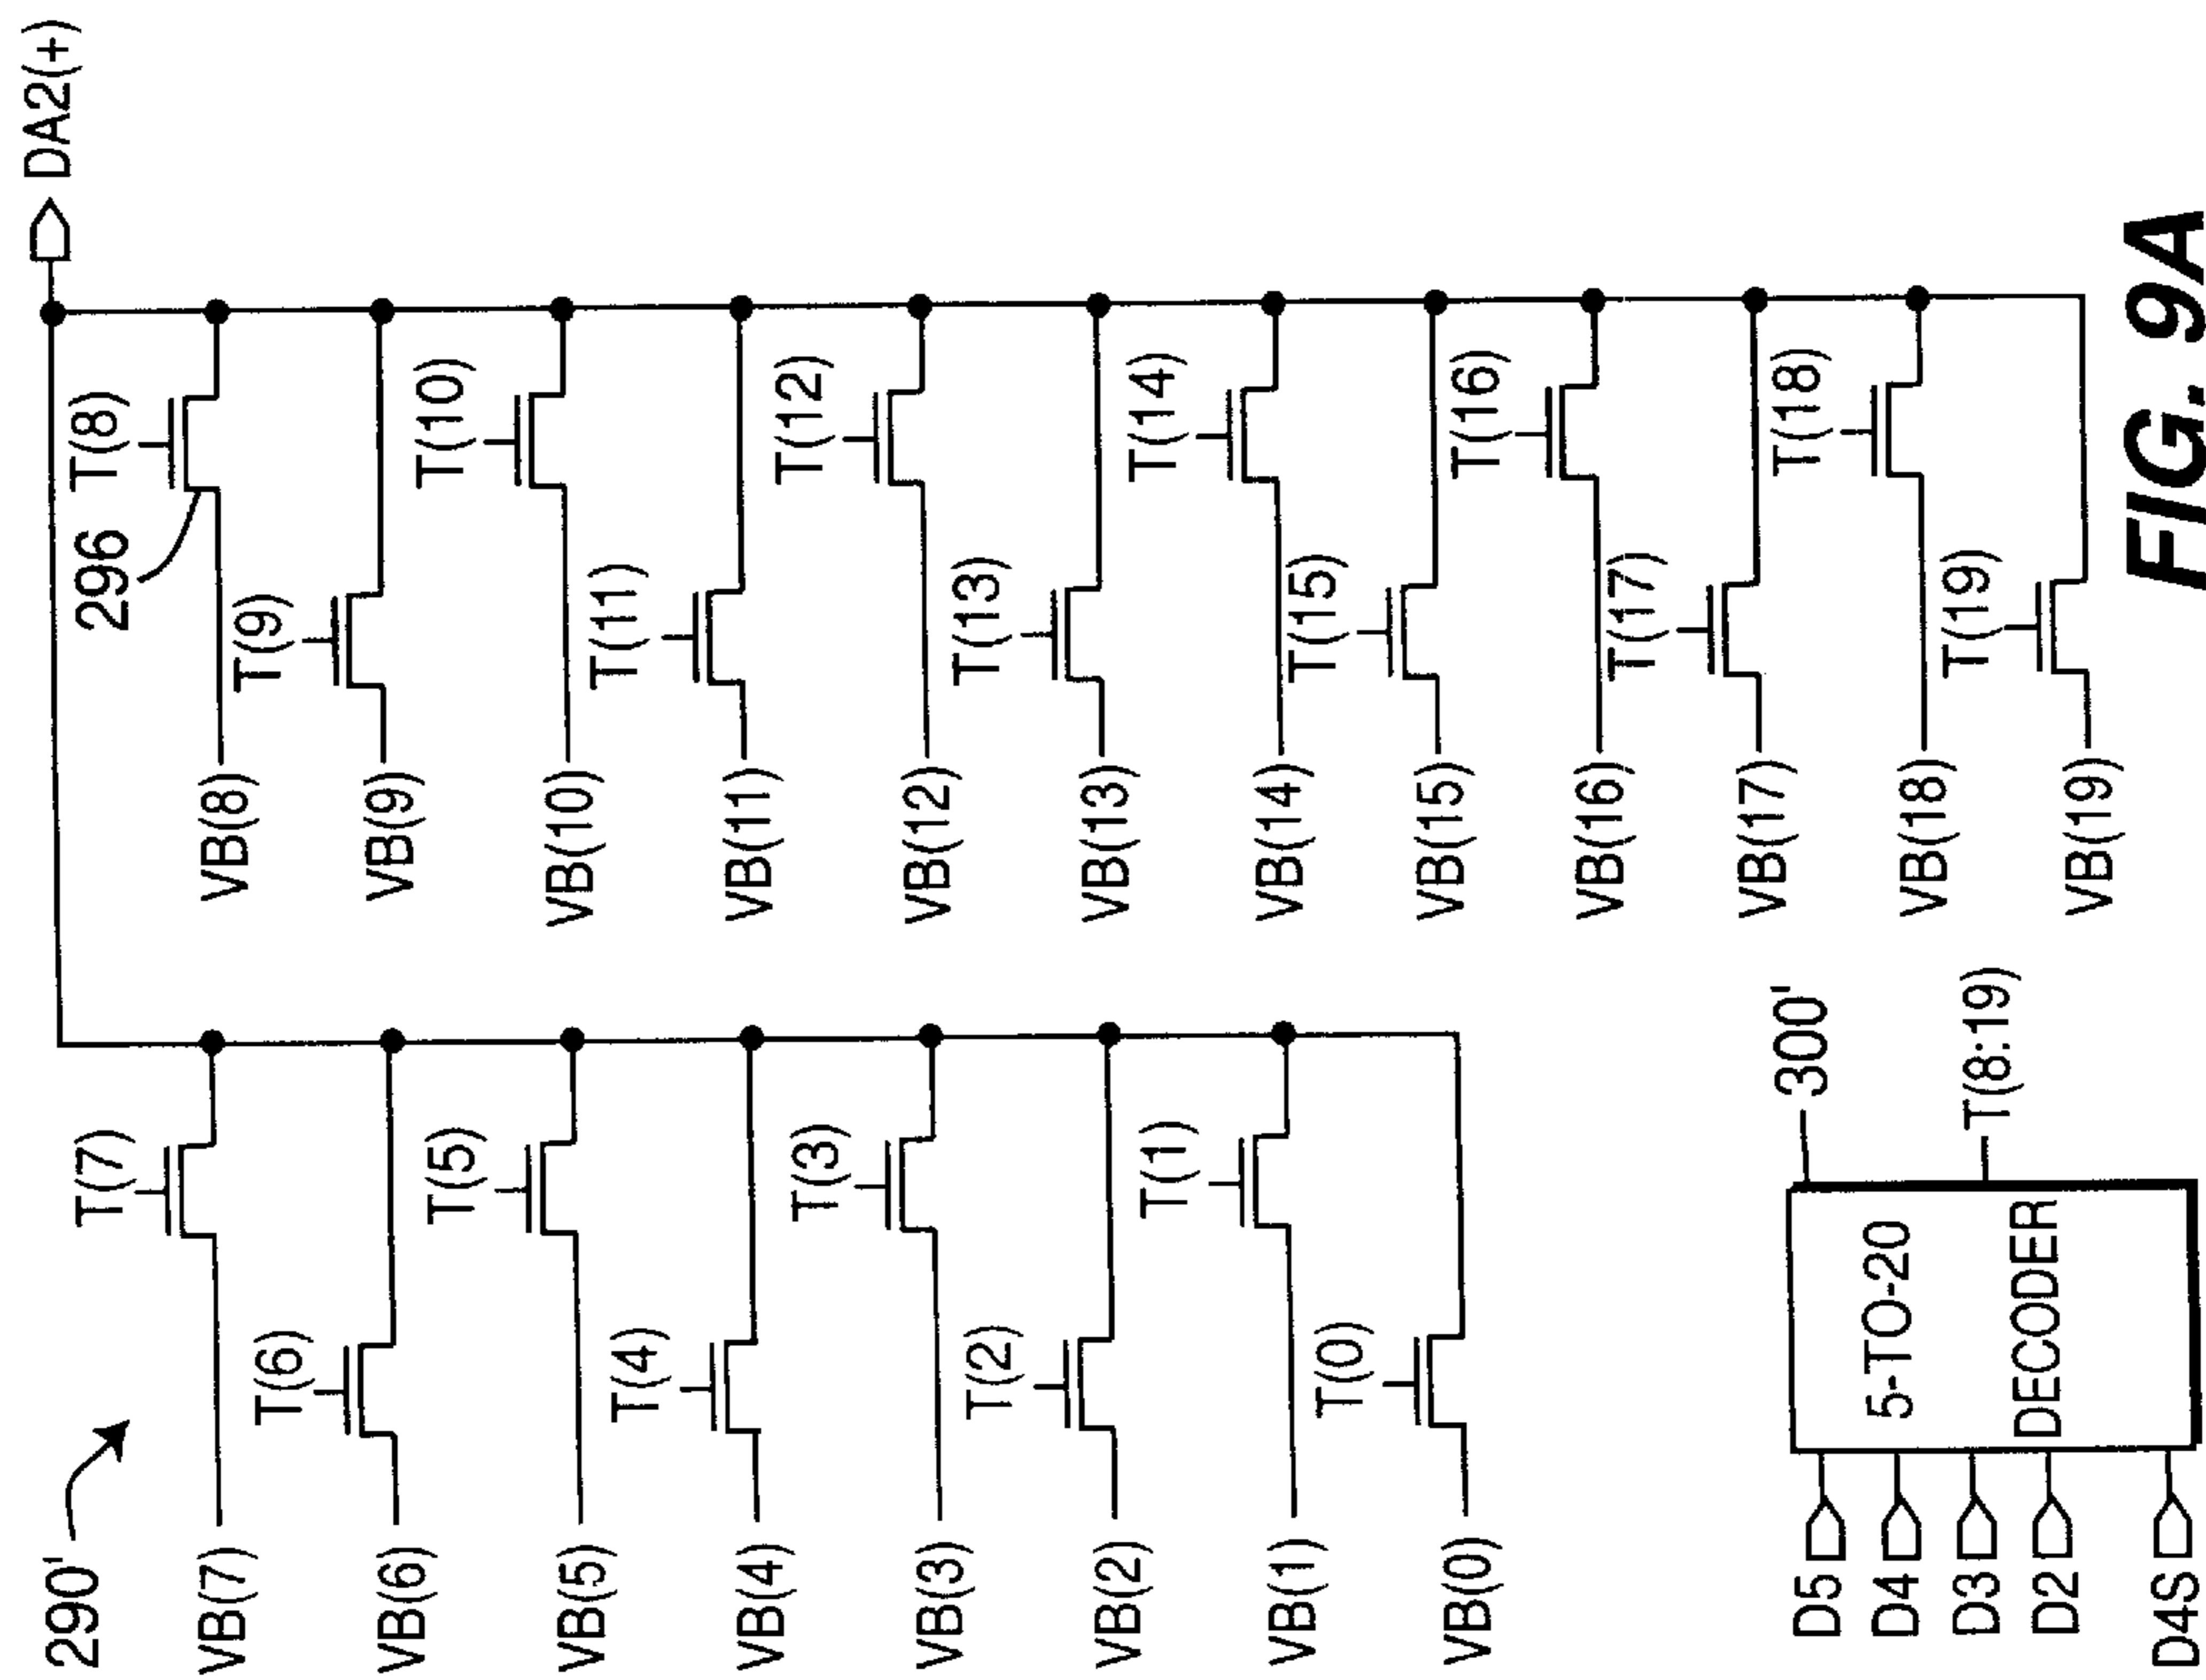 290'
DA2(+)
T(7)
VB(7)
T(6)
VB(6)
T(5)
VB(5)
T(4)
VB(4)
T(3)
VB(3)
T(2)
VB(2)
T(1)
VB(1)
T(0)
VB(0)
T(8)
296
VB(8)
T(9)
VB(9)
T(10)
VB(10)
T(11)
VB(11)
T(12)
VB(12)
T(13)
VB(13)
T(14)
VB(14)
T(15)
VB(15)
T(16)
VB(16)
T(17)
VB(17)
T(18)
VB(18)
T(19)
VB(19)
D5
D4
D3
D2
D4S
5-TO-20
DECODER
300'
T(8:19)
FIG. 9A